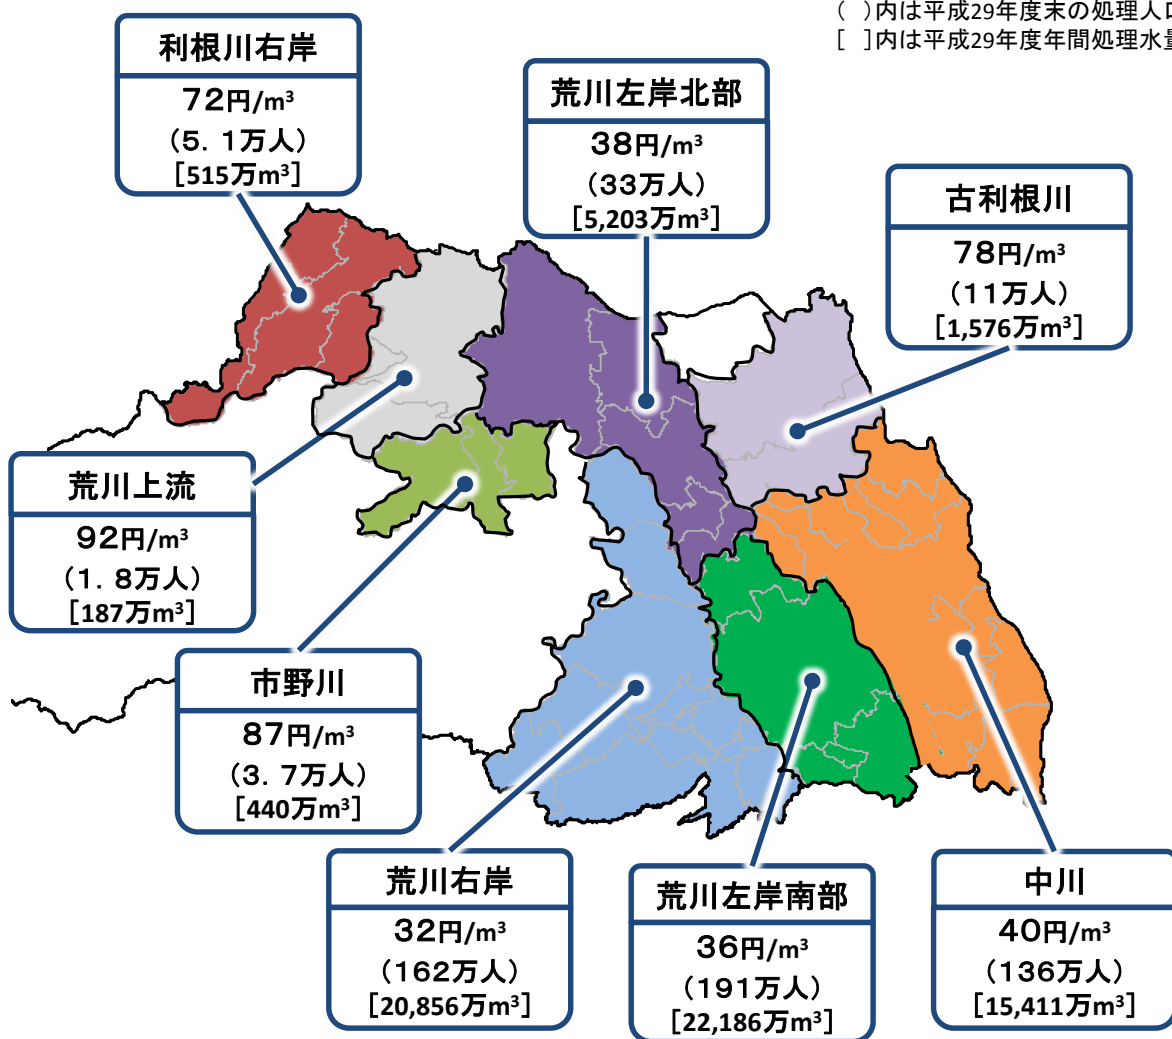 ( )内は平成29年度末の処理人口
[ ]内は平成29年度年間処理水量
利根川右岸
72円/m³
(5.1万人)
[515万m³]
荒川左岸北部
38円/m³
(33万人)
[5,203万m³]
古利根川
78円/m³
(11万人)
[1,576万m³]
荒川上流
92円/m³
(1.8万人)
[187万m³]
市野川
87円/m³
(3.7万人)
[440万m³]
荒川右岸
32円/m³
(162万人)
[20,856万m³]
荒川左岸南部
36円/m³
(191万人)
[22,186万m³]
中川
40円/m³
(136万人)
[15,411万m³]